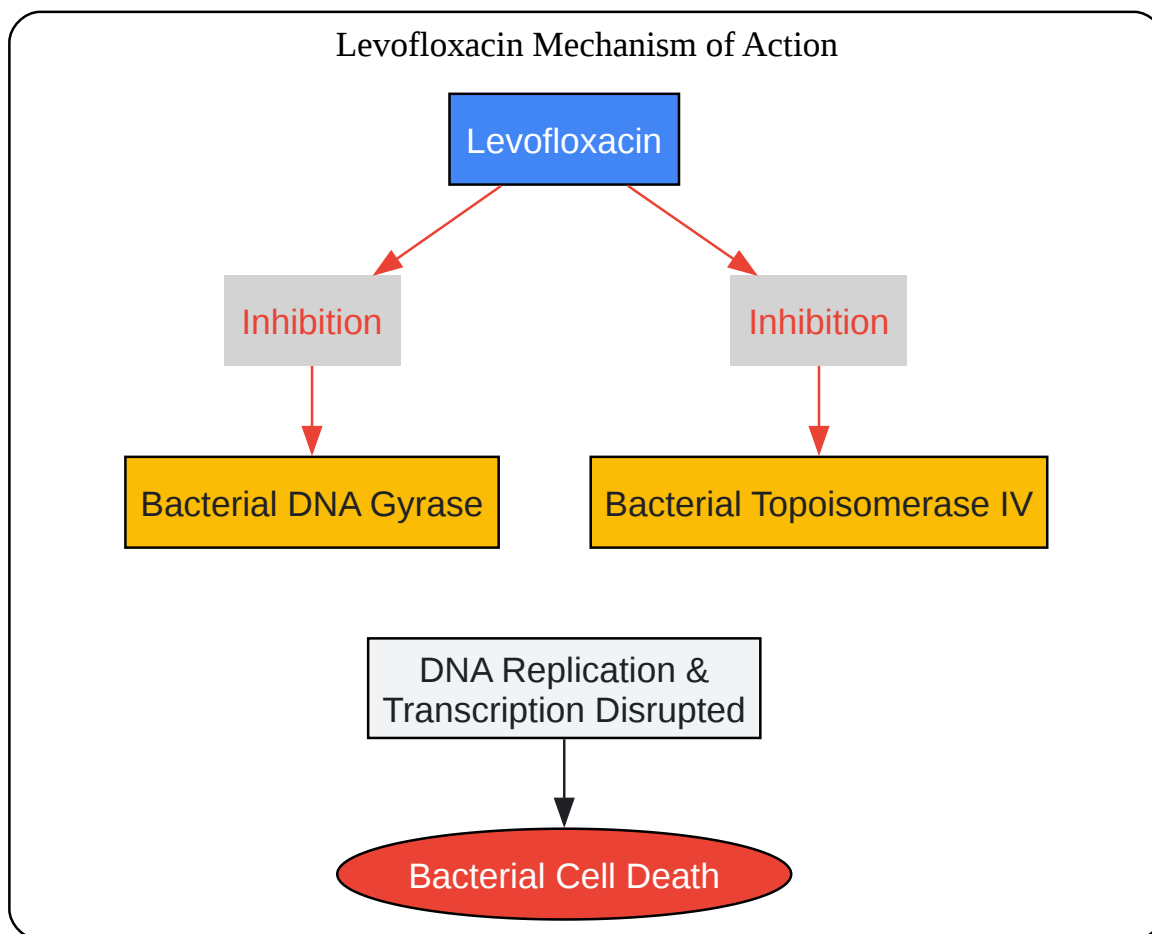 Levofloxacin Mechanism of Action
Levofloxacin
Inhibition
Inhibition
Bacterial DNA Gyrase
Bacterial Topoisomerase IV
DNA Replication &
Transcription Disrupted
Bacterial Cell Death